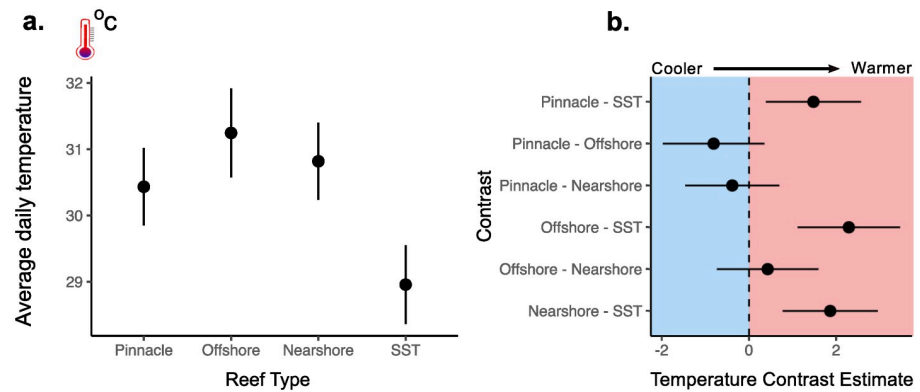 a.
°C
Average daily temperature
32
31
30
29
Pinnacle Offshore Nearshore SST
Reef Type
b.
Cooler Warmer
Contrast
Pinnacle - SST
Pinnacle - Offshore
Pinnacle - Nearshore
Offshore - SST
Offshore - Nearshore
Nearshore - SST
-2 0 2
Temperature Contrast Estimate